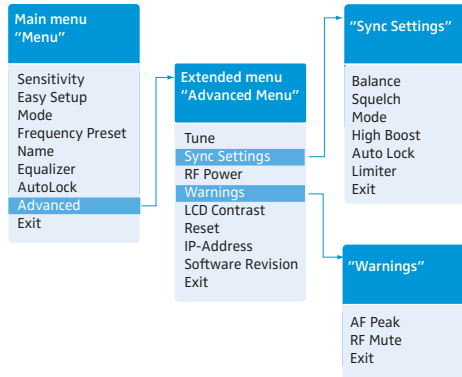 Main menu
“Menu”
Sensitivity
Easy Setup
Mode
Frequency Preset
Name
Equalizer
AutoLock
Advanced
Exit
Extended menu
“Advanced Menu”
Tune
Sync Settings
RF Power
Warnings
LCD Contrast
Reset
IP-Address
Software Revision
Exit
“Sync Settings”
Balance
Squelch
Mode
High Boost
Auto Lock
Limiter
Exit
“Warnings”
AF Peak
RF Mute
Exit